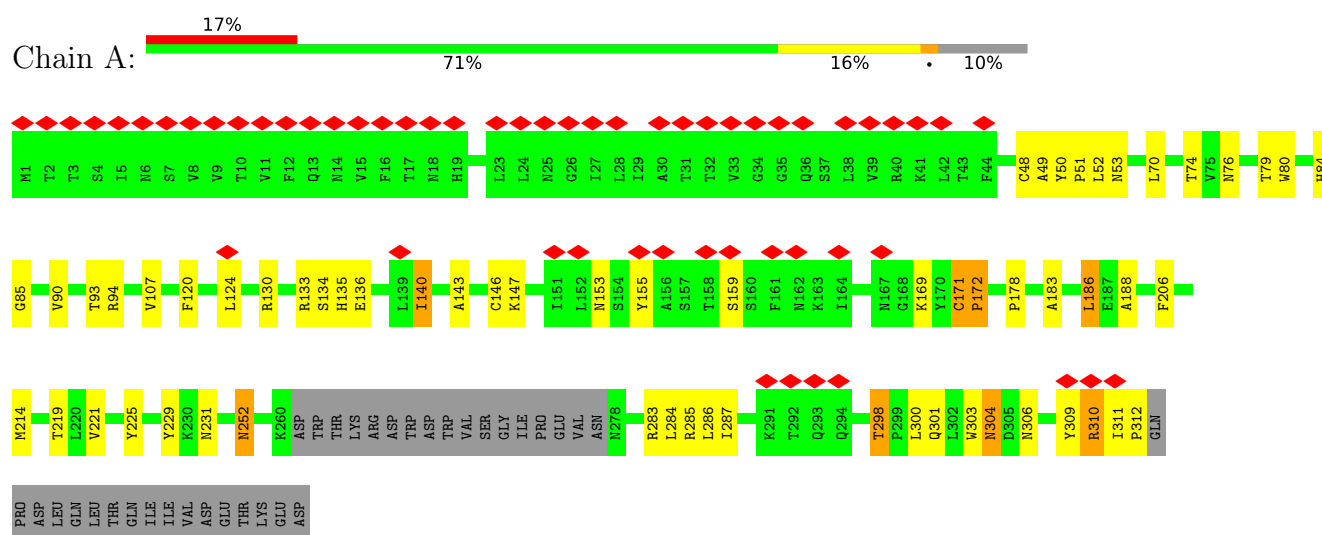 17%
Chain A:
71% 16% • 10%
M1 T2 T3 S4 I5 N6 S7 V8 V9 T10 V11 F12 Q13 N14 V15 F16 T17 N18 H19 L23 L24 N25 G26 I27 L28 I29 A30 T31 T32 V33 G34 G35 Q36 S37 L38 V39 R40 K41 L42 T43 F44 C48 A49 Y50 P51 L52 N53 L70 T74 V75 N76 T79 W80 H84
G85 V90 T93 R94 V107 F120 L124 R130 R133 S134 H135 E136 L139 I140 A143 C146 K147 I151 L152 N153 S154 Y155 A156 S157 T158 S159 S160 F161 N162 K163 I164 N167 G168 K169 Y170 C171 P172 P178 A183 L186 E187 A188 F206
M214 T219 L220 V221 Y225 Y229 K230 N231 N252 K260 ASP TRP THR LYS ARG ASP TRP ASP TRP VAL SER GLY ILE PRO GLU VAL ASN N278 R283 L284 R285 L286 I287 K291 T292 Q293 Q294 T298 P299 L300 Q301 L302 W303 N304 D305 N306 Y309 R310 I311 P312 GLN
PRO ASP LEU GLN LEU THR GLN ILE ILE VAL ASP GLU THR LYS GLU ASP